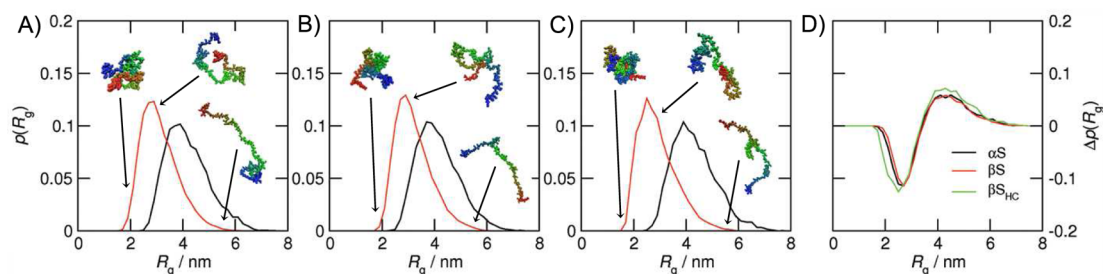 A)
B)
C)
D)
0.2
0.15
0.1
0.05
0
p(Rg)
0 2 4 6 8
Rg / nm
0 2 4 6 8
Rg / nm
0 2 4 6 8
Rg / nm
0 2 4 6 8
Rg / nm
0.2
0.1
0
-0.1
-0.2
Δp(Rg)
αS
βS
βSHC